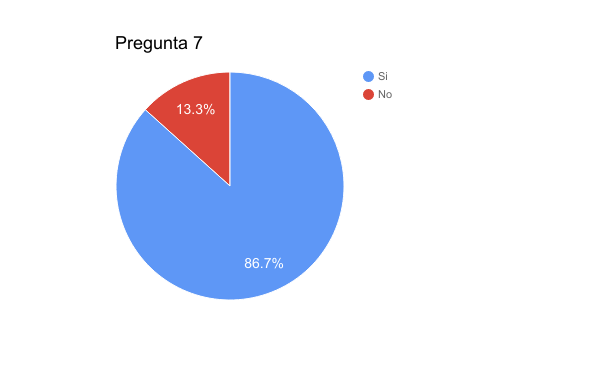 Pregunta 7
Si
No
13.3%
86.7%